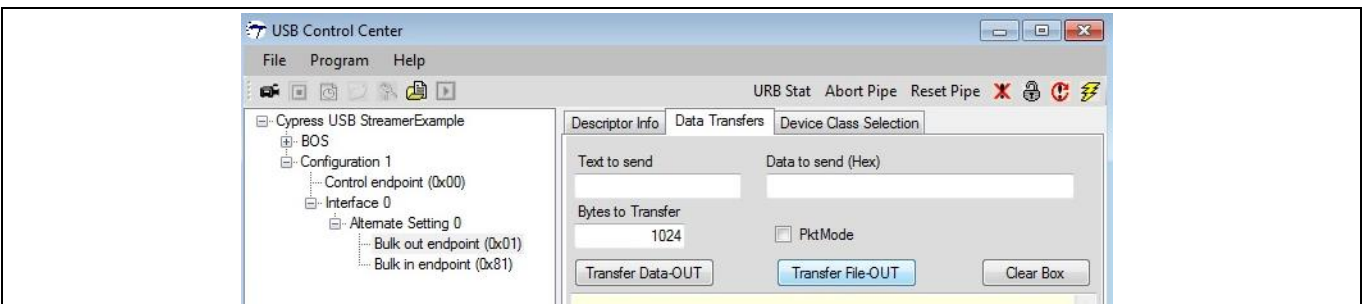 USB Control Center
File Program Help
URB Stat Abort Pipe Reset Pipe
Cypress USB StreamerExample
BOS
Configuration 1
Control endpoint (0x00)
Interface 0
Alternate Setting 0
Bulk out endpoint (0x01)
Bulk in endpoint (0x81)
Descriptor Info Data Transfers Device Class Selection
Text to send Data to send (Hex)
Bytes to Transfer
1024 PktMode
Transfer Data-OUT Transfer File-OUT Clear Box